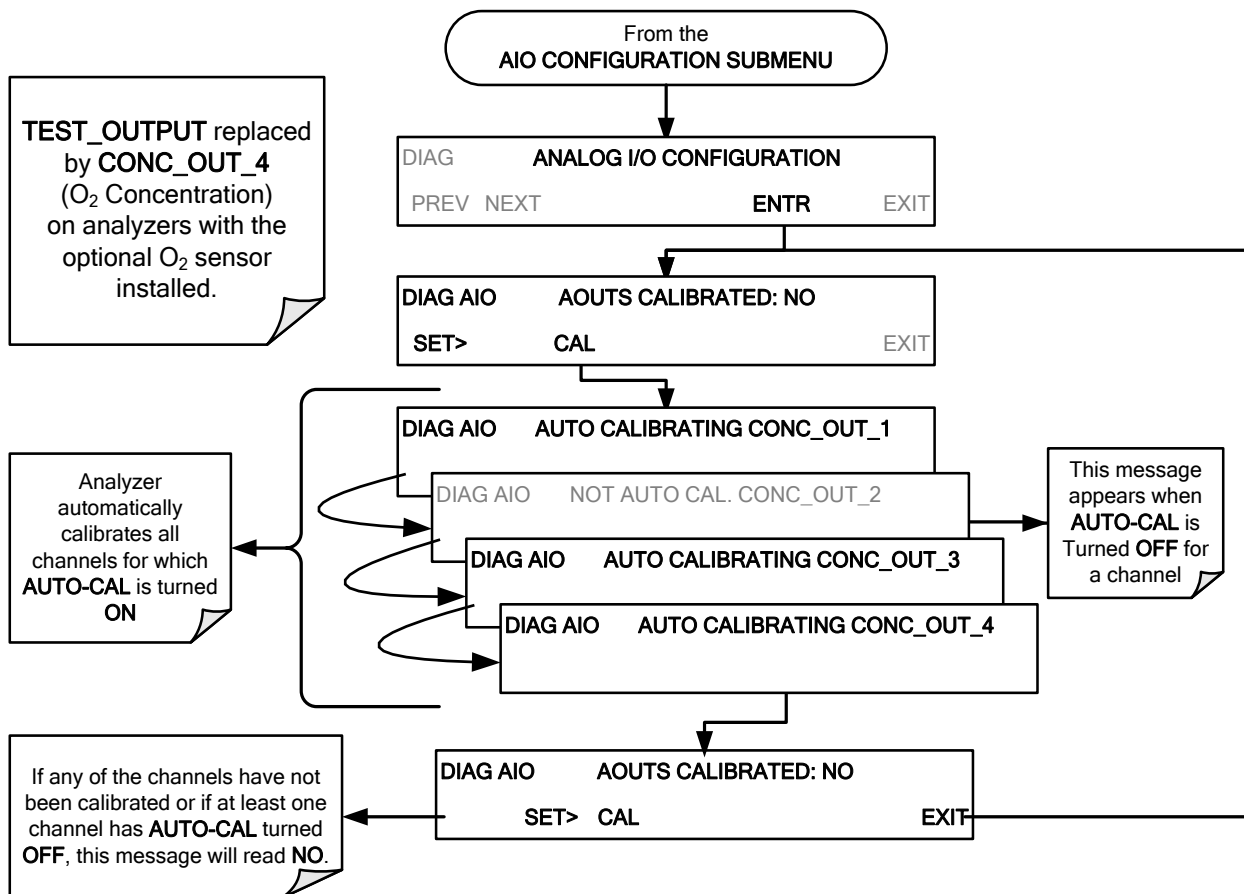 From the
AIO CONFIGURATION SUBMENU
TEST_OUTPUT replaced
by CONC_OUT_4
(O₂ Concentration)
on analyzers with the
optional O₂ sensor
installed.
DIAG ANALOG I/O CONFIGURATION
PREV NEXT ENTR EXIT
DIAG AIO AOUTS CALIBRATED: NO
SET> CAL EXIT
DIAG AIO AUTO CALIBRATING CONC_OUT_1
DIAG AIO NOT AUTO CAL. CONC_OUT_2
DIAG AIO AUTO CALIBRATING CONC_OUT_3
DIAG AIO AUTO CALIBRATING CONC_OUT_4
Analyzer
automatically
calibrates all
channels for which
AUTO-CAL is turned
ON
This message
appears when
AUTO-CAL is
Turned OFF for
a channel
DIAG AIO AOUTS CALIBRATED: NO
SET> CAL EXIT
If any of the channels have not
been calibrated or if at least one
channel has AUTO-CAL turned
OFF, this message will read NO.